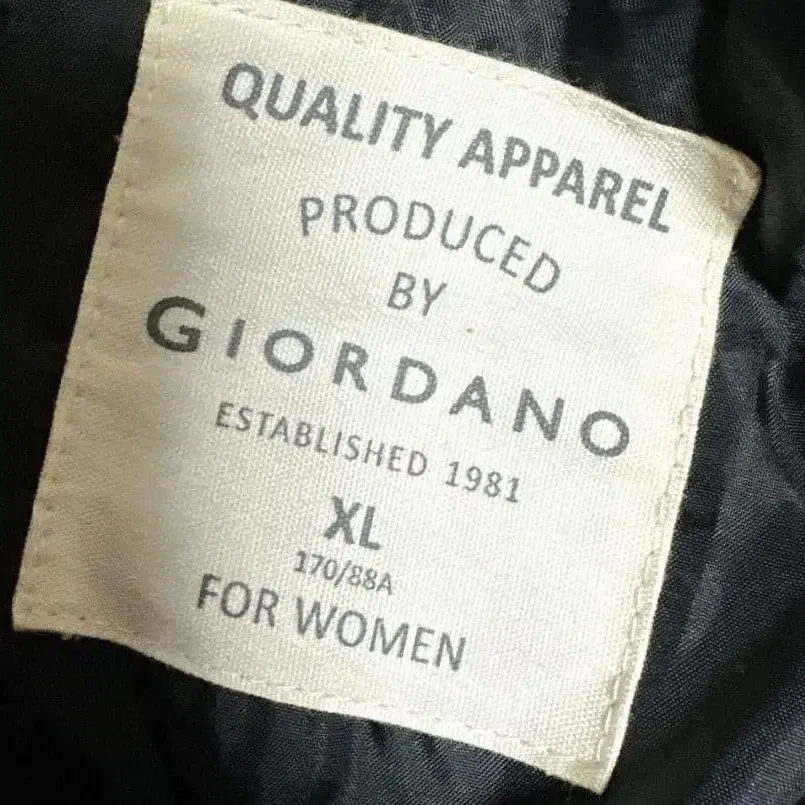 QUALITY APPAREL
PRODUCED
BY
GIORDANO
ESTABLISHED 1981
XL
170/88A
FOR WOMEN